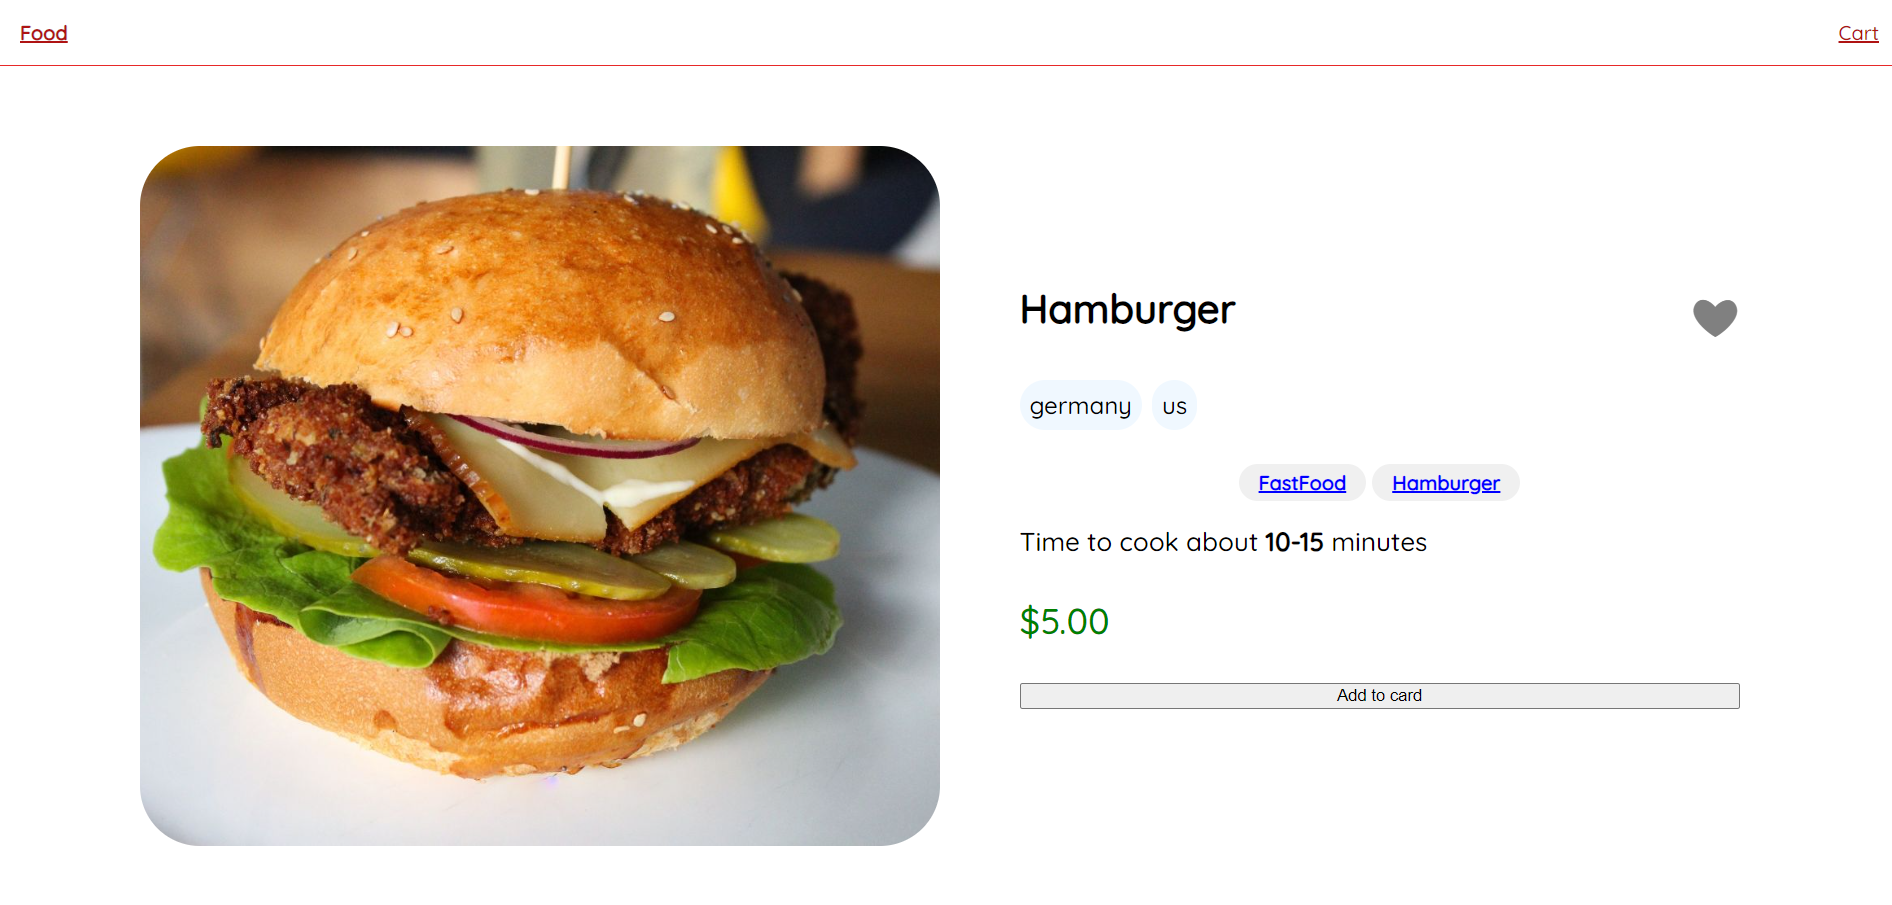 Food
Cart
Hamburger
germany us
FastFood Hamburger
Time to cook about 10-15 minutes
$5.00
Add to card